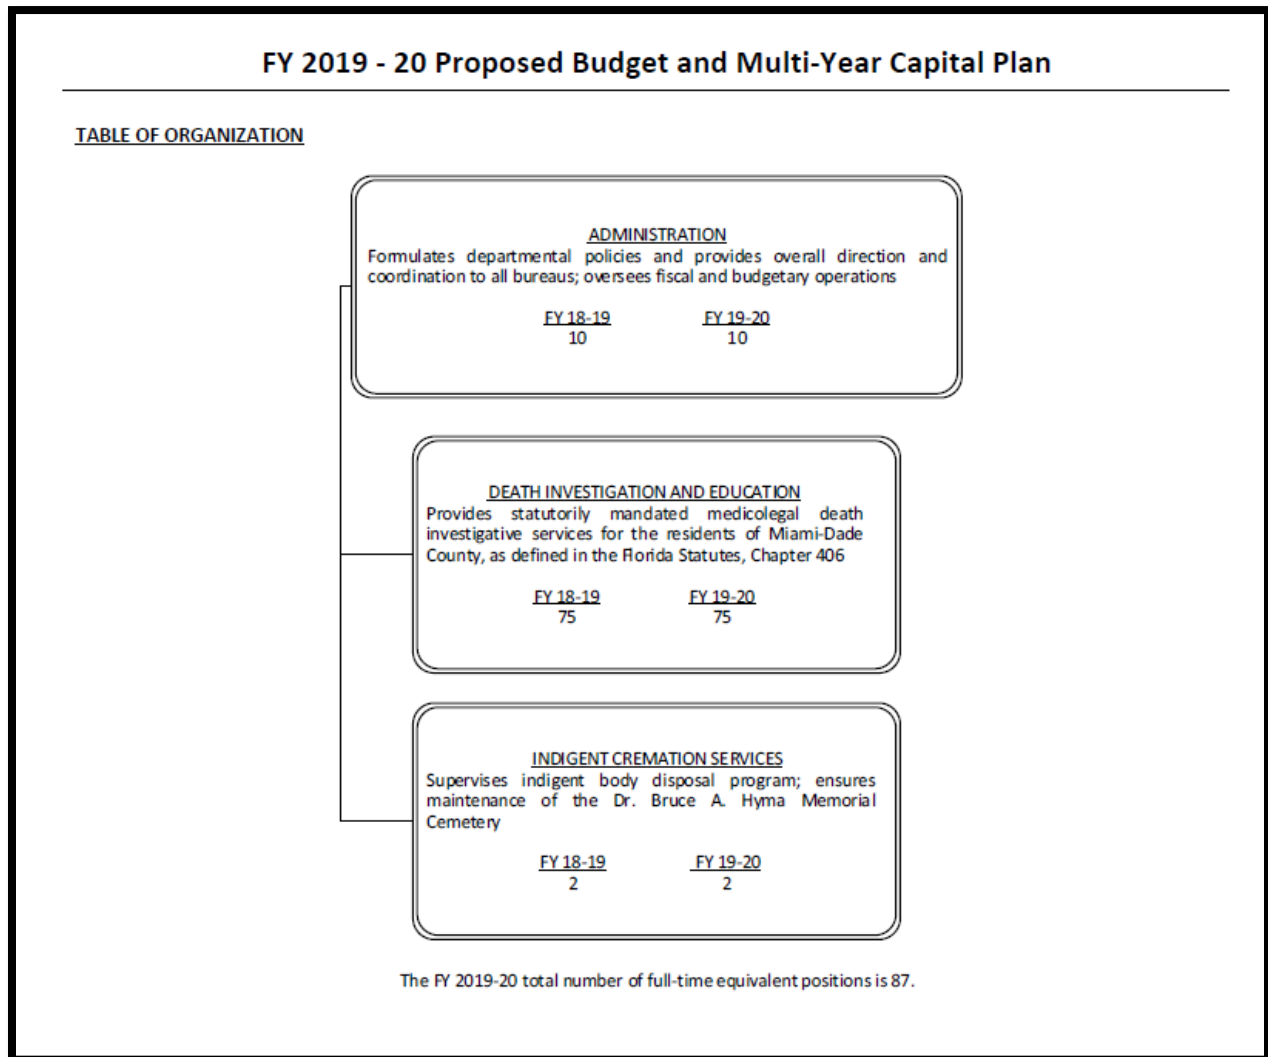 FY 2019 - 20 Proposed Budget and Multi-Year Capital Plan
TABLE OF ORGANIZATION
ADMINISTRATION
Formulates departmental policies and provides overall direction and
coordination to all bureaus; oversees fiscal and budgetary operations
FY 18-19 FY 19-20
10 10
DEATH INVESTIGATION AND EDUCATION
Provides statutorily mandated medicolegal death
investigative services for the residents of Miami-Dade
County, as defined in the Florida Statutes, Chapter 406
FY 18-19 FY 19-20
75 75
INDIGENT CREMATION SERVICES
Supervises indigent body disposal program; ensures
maintenance of the Dr. Bruce A. Hyma Memorial
Cemetery
FY 18-19 FY 19-20
2 2
The FY 2019-20 total number of full-time equivalent positions is 87.